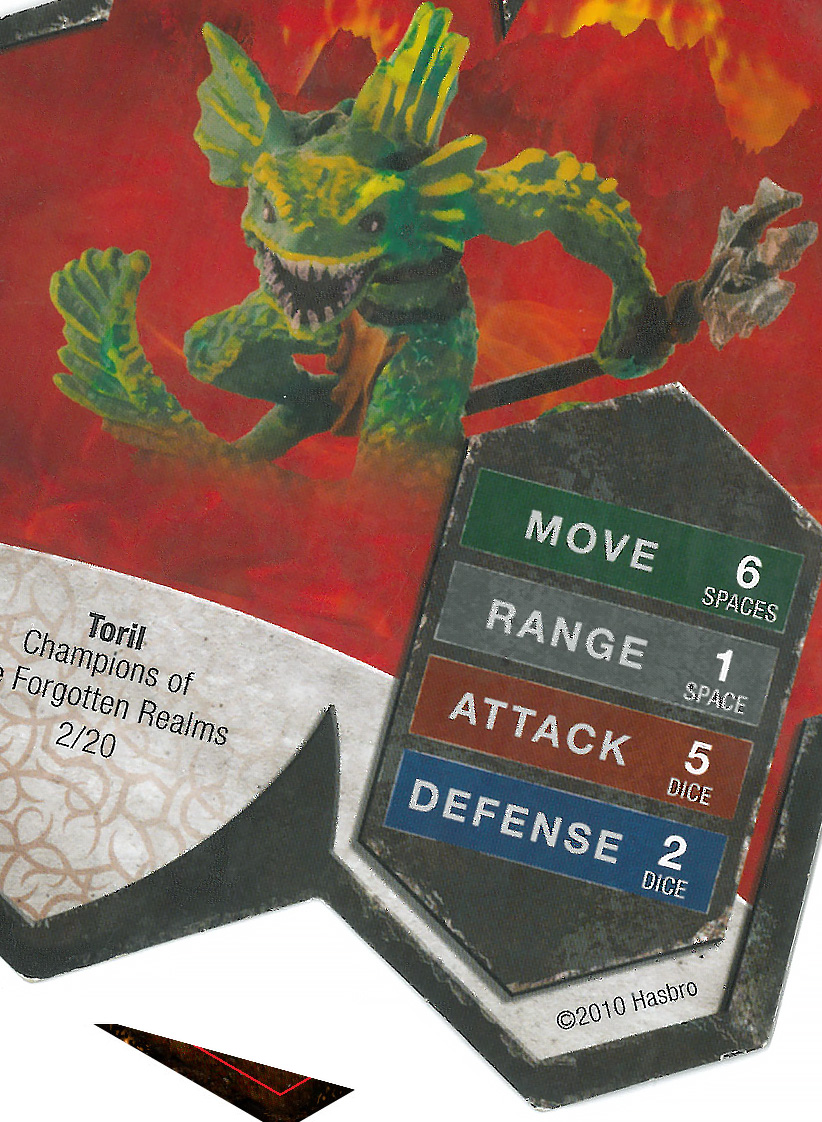 MOVE 6
SPACES
RANGE 1
SPACE
ATTACK 5
DICE
DEFENSE 2
DICE
Toril
Champions of
Forgotten Realms
2/20
©2010 Hasbro